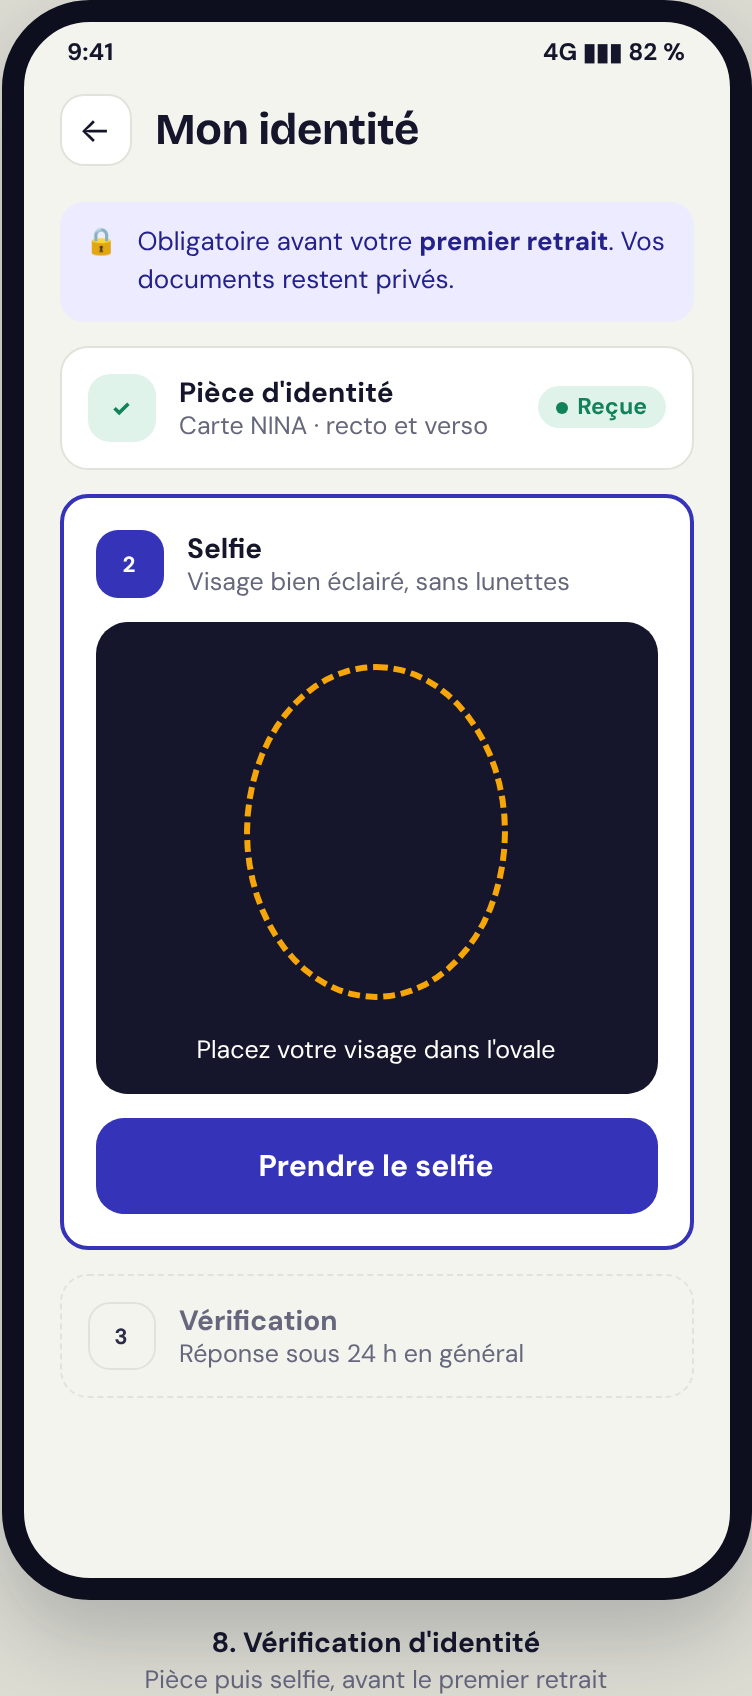 9:41
4G ▮▮▮ 82 %
← Mon identité
🔒 Obligatoire avant votre premier retrait. Vos
documents restent privés.
✓
Pièce d'identité
Carte NINA · recto et verso
Reçue
2
Selfie
Visage bien éclairé, sans lunettes
Placez votre visage dans l'ovale
Prendre le selfie
3
Vérification
Réponse sous 24 h en général
8. Vérification d'identité
Pièce puis selfie, avant le premier retrait